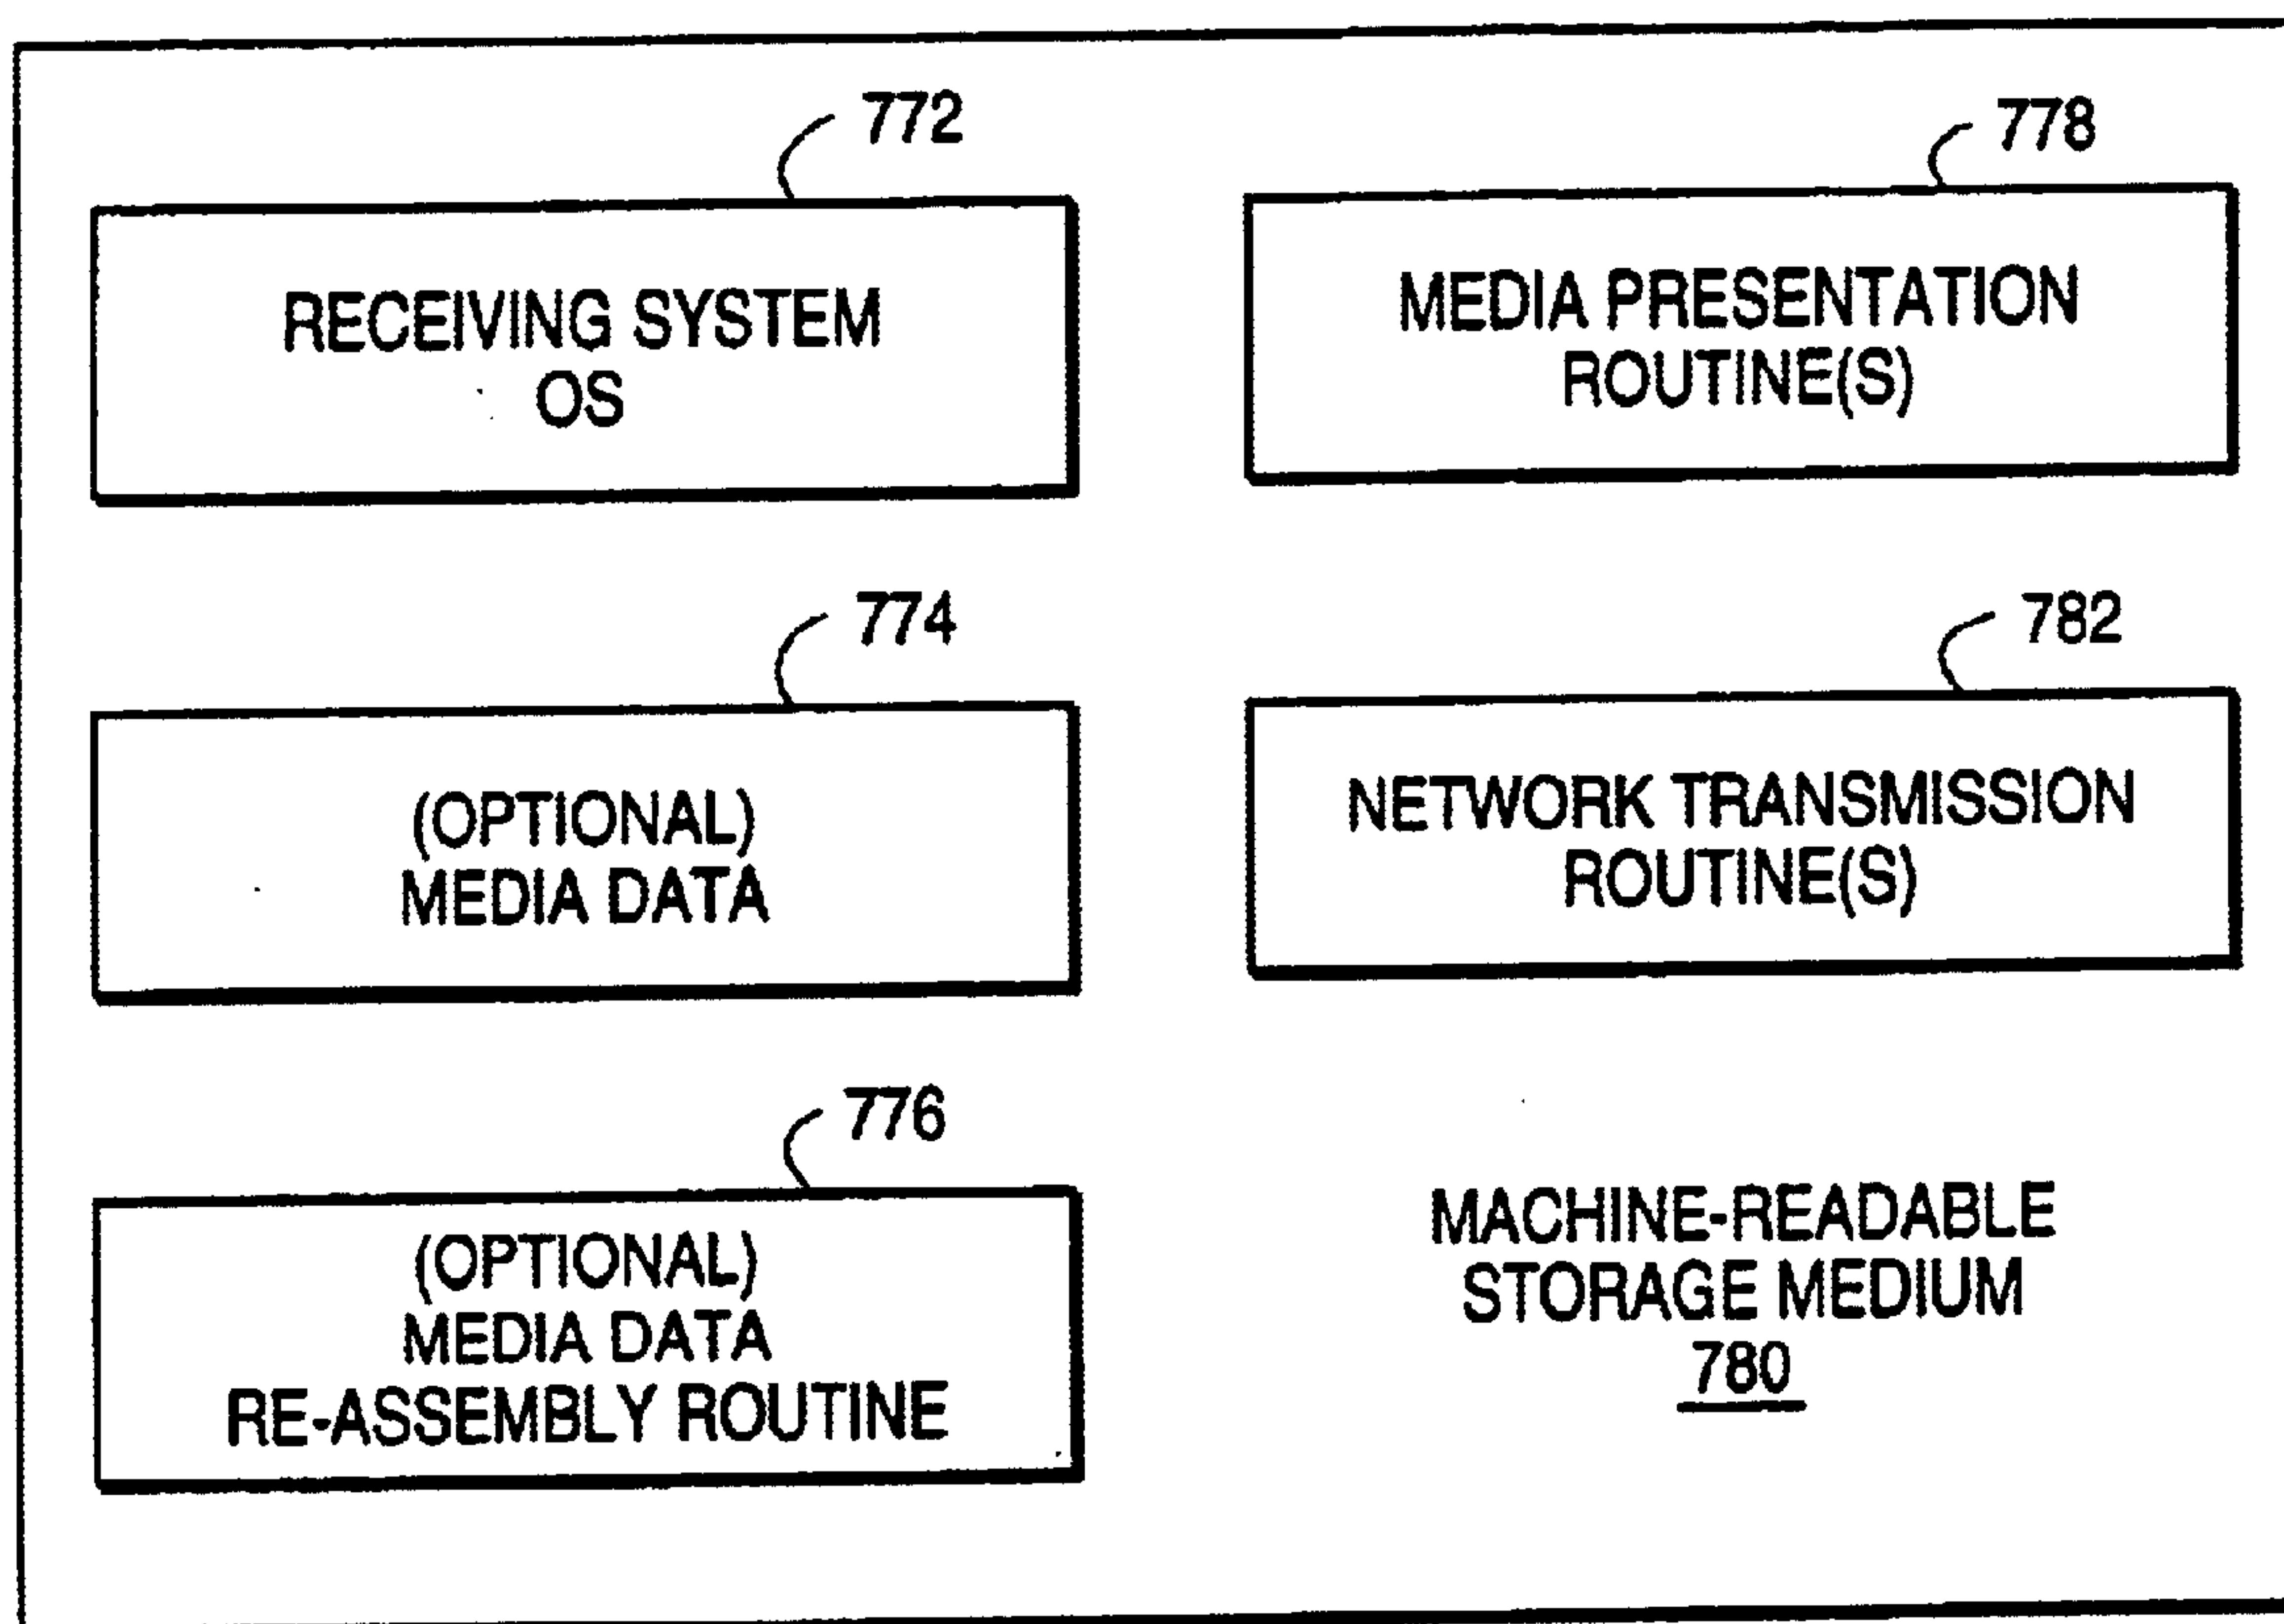 772
RECEIVING SYSTEM
OS
778
MEDIA PRESENTATION
ROUTINE(S)
774
(OPTIONAL)
MEDIA DATA
782
NETWORK TRANSMISSION
ROUTINE(S)
776
(OPTIONAL)
MEDIA DATA
RE-ASSEMBLY ROUTINE
MACHINE-READABLE
STORAGE MEDIUM
780